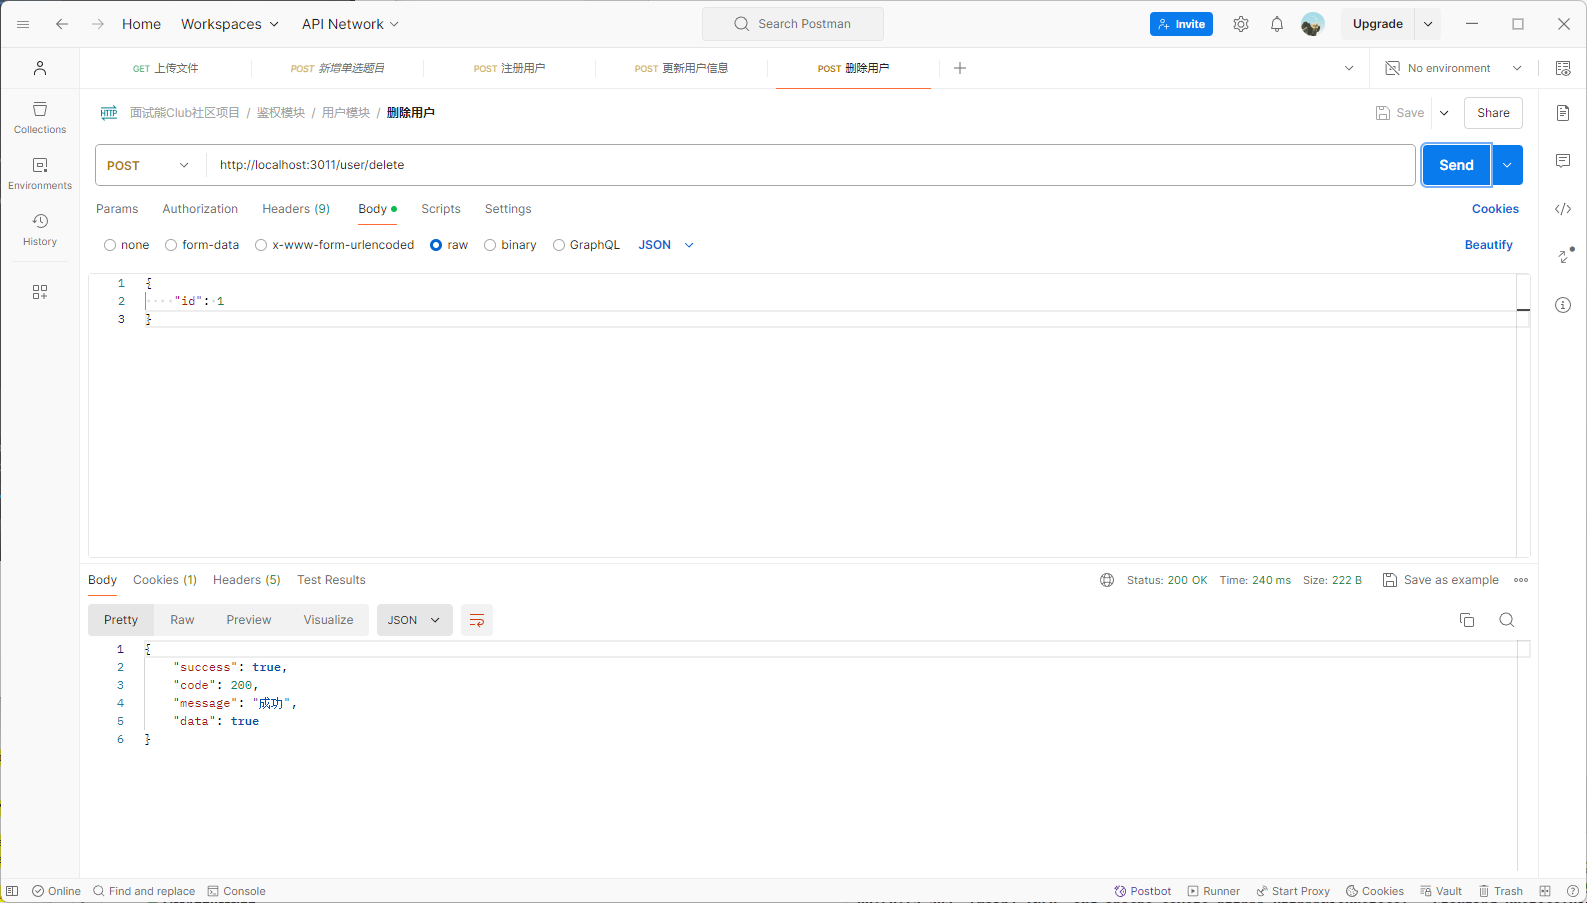 Home Workspaces API Network Search Postman Invite Upgrade
GET 上传文件 POST 新增单选题目 POST 注册用户 POST 更新用户信息 POST 删除用户 No environment
HTTP 面试熊Club社区项目 / 鉴权模块 / 用户模块 / 删除用户 Save Share
Collections
POST http://localhost:3011/user/delete Send
Environments
Params Authorization Headers (9) Body Scripts Settings Cookies
History
none form-data x-www-form-urlencoded raw binary GraphQL JSON Beautify
1 {
2 "id": 1
3 }
Body Cookies (1) Headers (5) Test Results Status: 200 OK Time: 240 ms Size: 222 B Save as example
Pretty Raw Preview Visualize JSON
1 {
2 "success": true,
3 "code": 200,
4 "message": "成功",
5 "data": true
6 }
Online Find and replace Console Postbot Runner Start Proxy Cookies Vault Trash